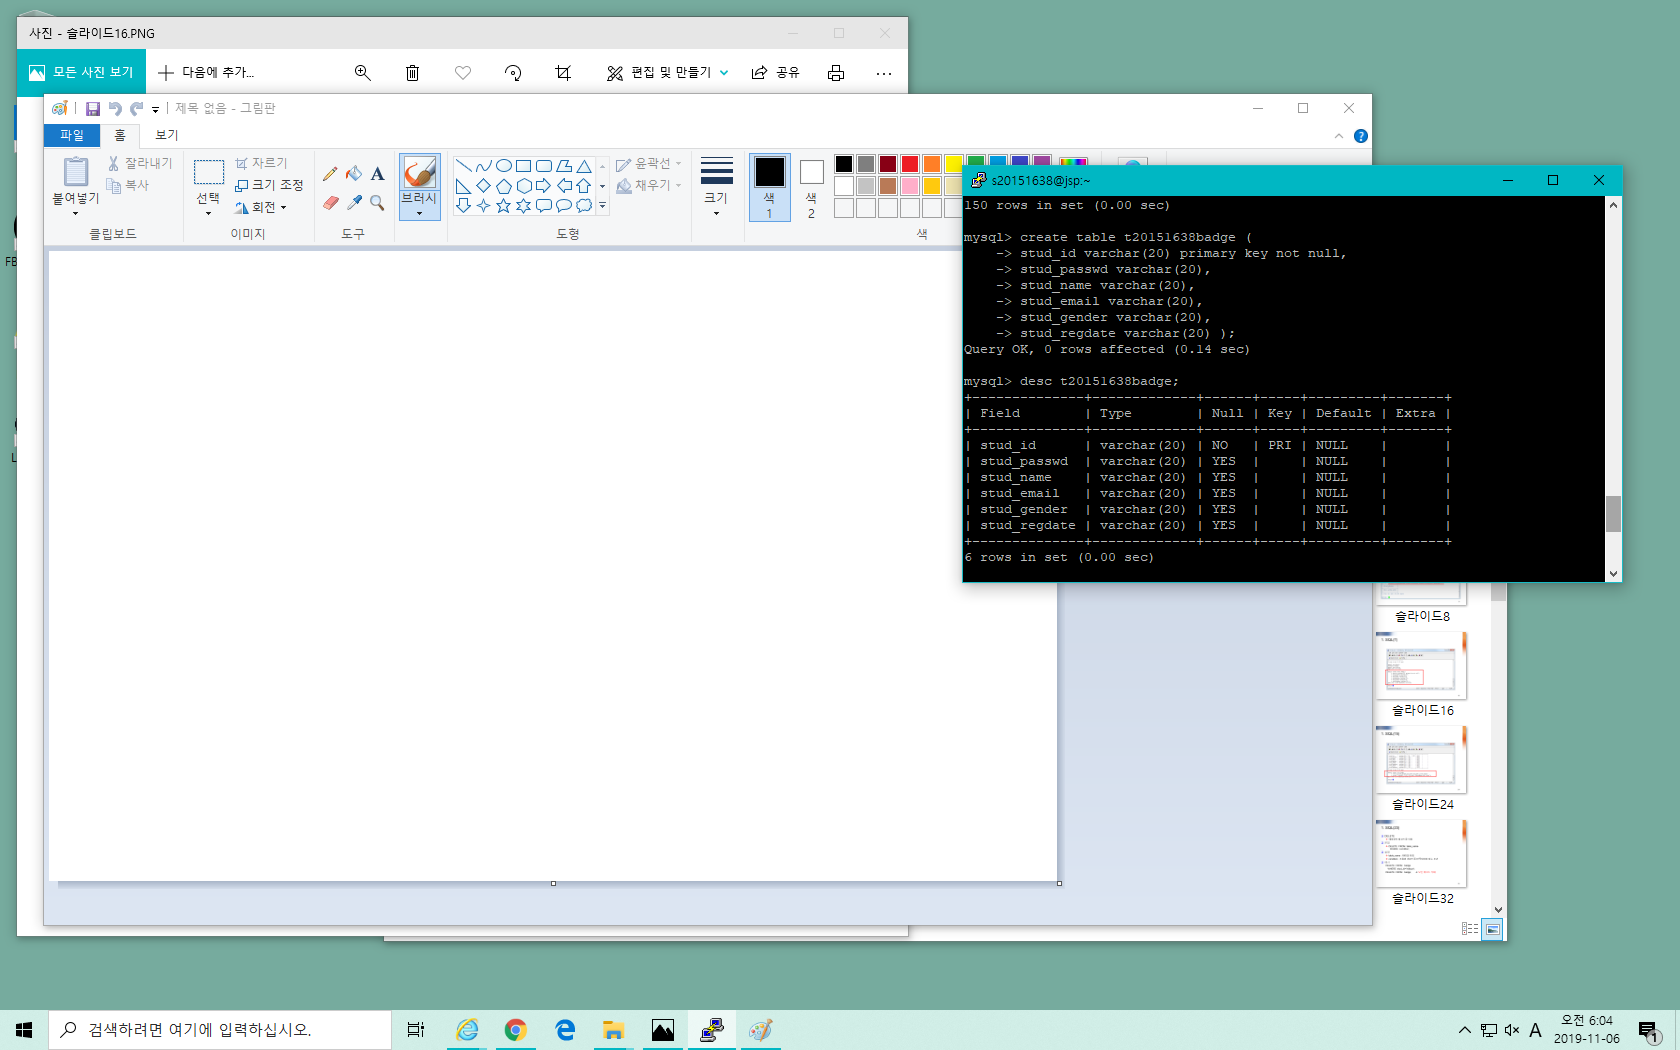 사진 - 슬라이드16.PNG
모든 사진 보기
다음에 추가...
편집 및 만들기
공유
제목 없음 - 그림판
파일
홈
보기
붙여넣기
잘라내기
복사
클립보드
선택
자르기
크기 조정
회전
이미지
A
도구
브러시
윤곽선
채우기
도형
크기
색
1
색
2
색
s20151638@jsp:~
150 rows in set (0.00 sec)
mysql> create table t20151638badge (
-> stud_id varchar(20) primary key not null,
-> stud_passwd varchar(20),
-> stud_name varchar(20),
-> stud_email varchar(20),
-> stud_gender varchar(20),
-> stud_regdate varchar(20) );
Query OK, 0 rows affected (0.14 sec)
mysql> desc t20151638badge;
+--------------+-------------+------+-----+---------+-------+
| Field        | Type        | Null | Key | Default | Extra |
+--------------+-------------+------+-----+---------+-------+
| stud_id      | varchar(20) | NO   | PRI | NULL    |       |
| stud_passwd  | varchar(20) | YES  |     | NULL    |       |
| stud_name    | varchar(20) | YES  |     | NULL    |       |
| stud_email   | varchar(20) | YES  |     | NULL    |       |
| stud_gender  | varchar(20) | YES  |     | NULL    |       |
| stud_regdate | varchar(20) | YES  |     | NULL    |       |
+--------------+-------------+------+-----+---------+-------+
6 rows in set (0.00 sec)
FB
L
슬라이드8
슬라이드16
슬라이드24
슬라이드32
검색하려면 여기에 입력하십시오.
A
오전 6:04
2019-11-06
1